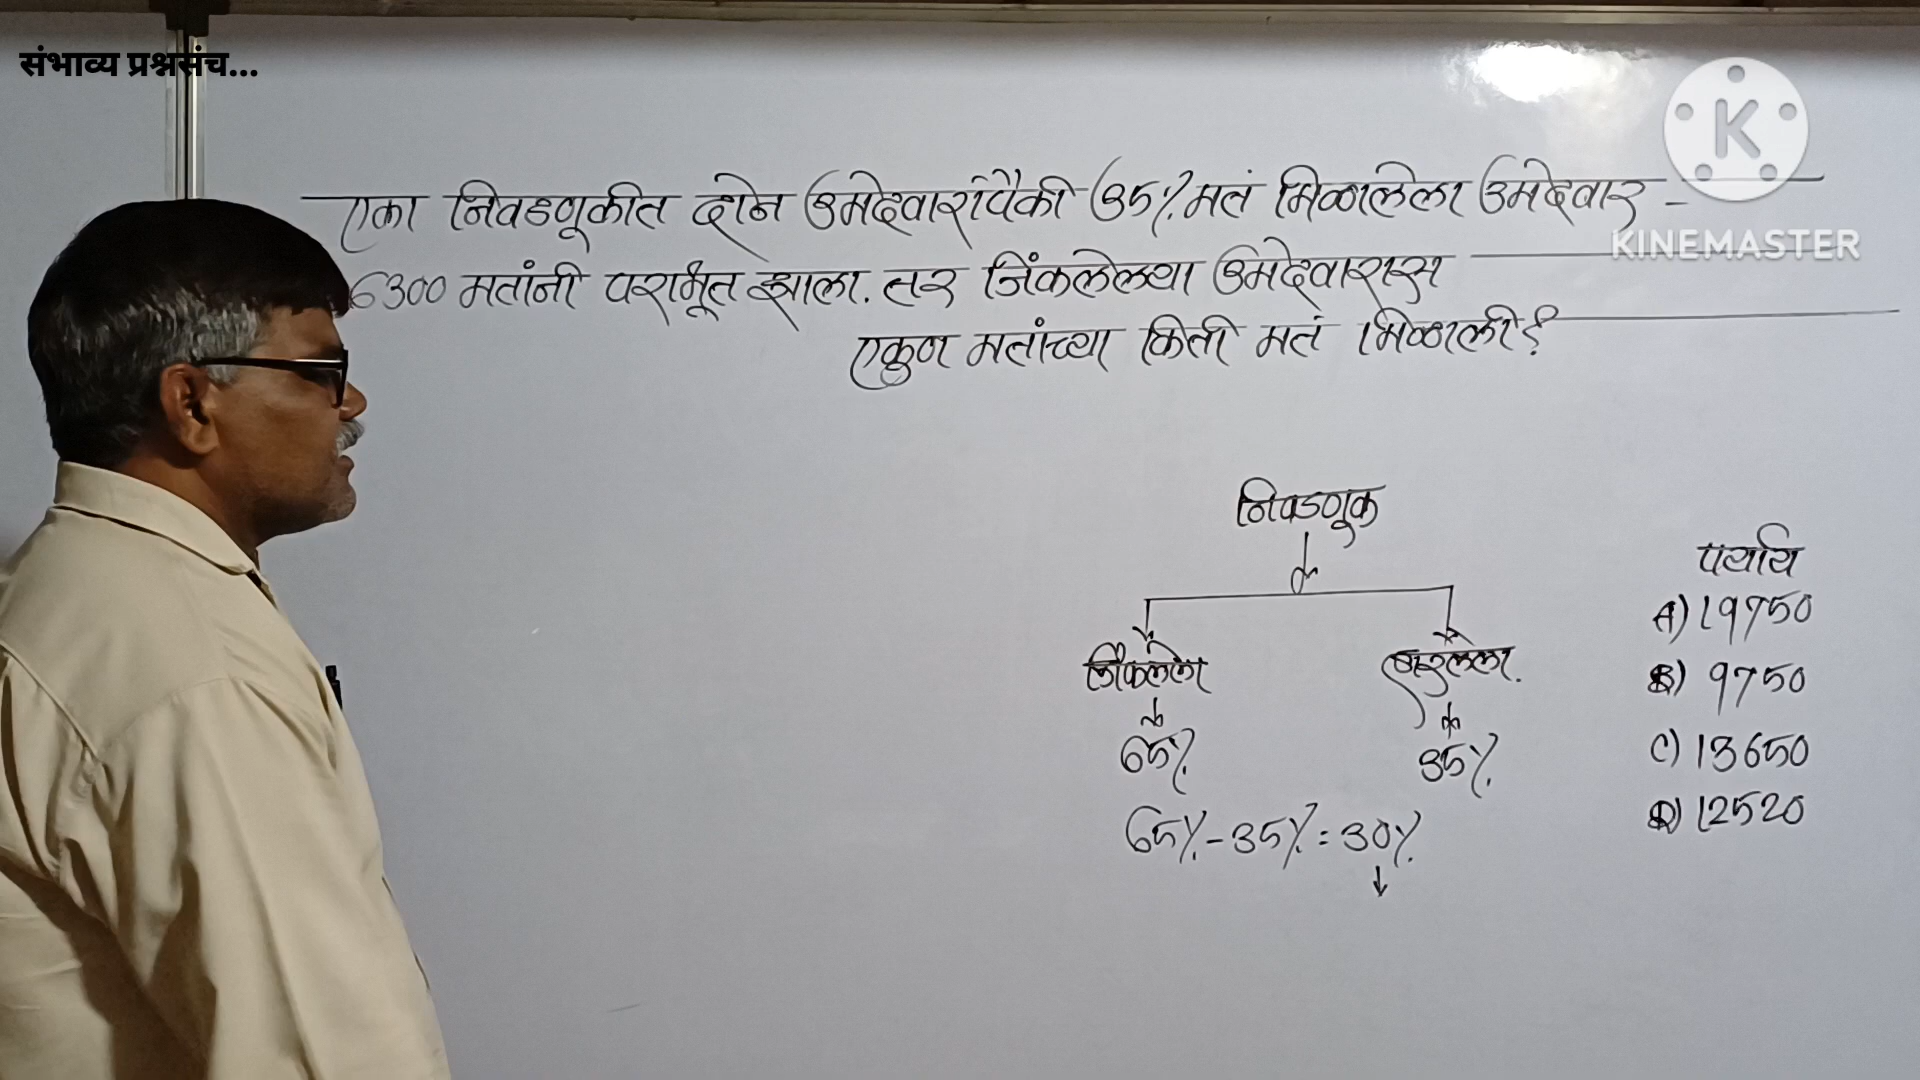 संभाव्य प्रश्नसंच...
KINEMASTER
एका निवडणूकीत दोन उमेदवारांपैकी 35% मतं मिळालेला उमेदवार
6300 मतांनी पराभूत झाला. तर जिंकलेल्या उमेदवारास
एकुण मतांच्या किती मतं मिळाली?
निवडणूक
जिंकलेला हारलेला.
65% 35%
65% - 35% = 30%
पर्याय
A) 19750
B) 9750
C) 13650
D) 12520